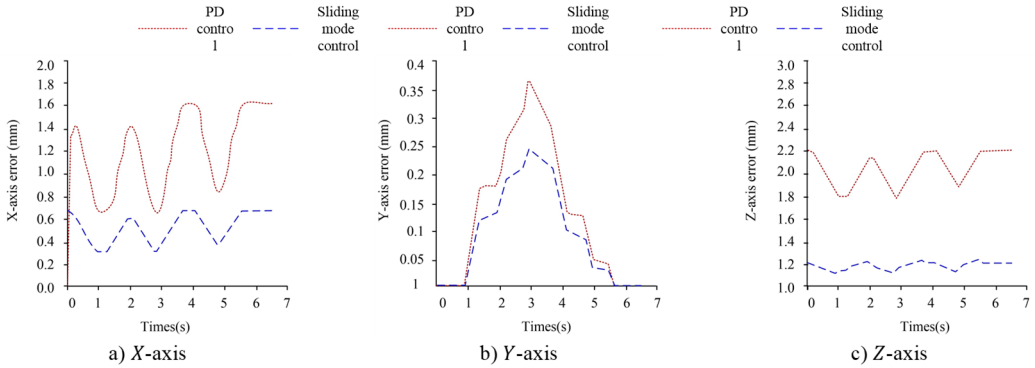 PD contro 1 Sliding mode control
PD contro 1 Sliding mode control
PD contro 1 Sliding mode control
X-axis error (mm)
2.0
1.8
1.6
1.4
1.2
1.0
0.8
0.6
0.4
0.2
0.0
0 1 2 3 4 5 6 7
Times(s)
a) X-axis
Y-axis error (mm)
0.4
0.35
0.3
0.25
0.2
0.15
0.1
0.05
1
0 1 2 3 4 5 6 7
Times(s)
b) Y-axis
Z-axis error (mm)
3.0
2.8
2.6
2.4
2.2
2.0
1.8
1.6
1.4
1.2
1.0
0 1 2 3 4 5 6 7
Times(s)
c) Z-axis